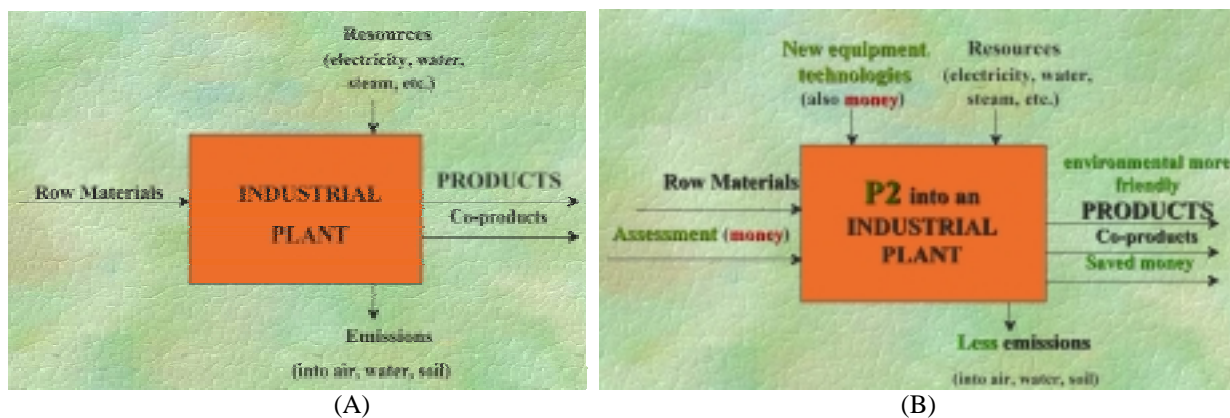 Resources
(electricity, water,
steam, etc.)
Row Materials
INDUSTRIAL
PLANT
PRODUCTS
Co-products
Emissions
(into air, water, soil)
(A)
New equipment,
technologies
(also money)
Resources
(electricity, water,
steam, etc.)
Row Materials
Assessment (money)
P2 into an
INDUSTRIAL
PLANT
environmental more
friendly
PRODUCTS
Co-products
Saved money
Less emissions
(into air, water, soil)
(B)